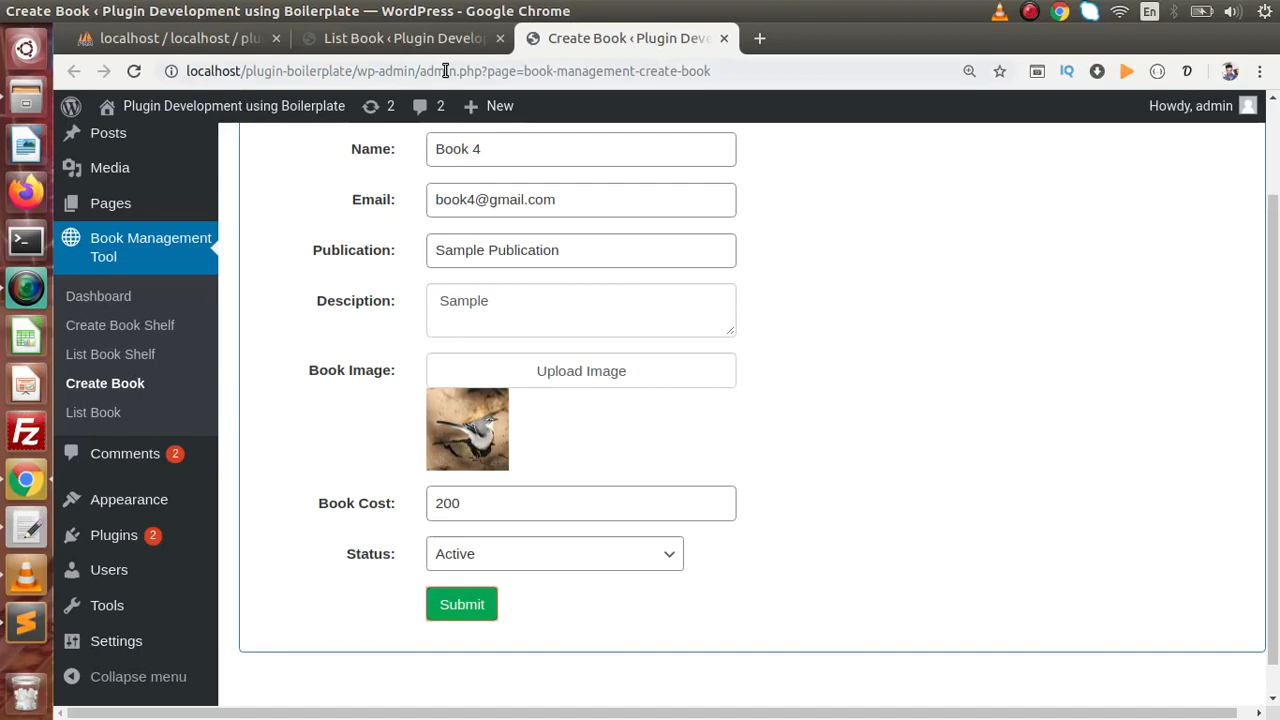 Create Book ‹ Plugin Development using Boilerplate — WordPress - Google Chrome
En
localhost / localhost / plu
List Book ‹ Plugin Develop
Create Book ‹ Plugin Deve
localhost/plugin-boilerplate/wp-admin/admin.php?page=book-management-create-book
IQ
Plugin Development using Boilerplate
2
2
New
Howdy, admin
Posts
Media
Pages
Book Management
Tool
Dashboard
Create Book Shelf
List Book Shelf
Create Book
List Book
Comments 2
Appearance
Plugins 2
Users
Tools
Settings
Collapse menu
Name: Book 4
Email: book4@gmail.com
Publication: Sample Publication
Desciption: Sample
Book Image: Upload Image
Book Cost: 200
Status: Active
Submit